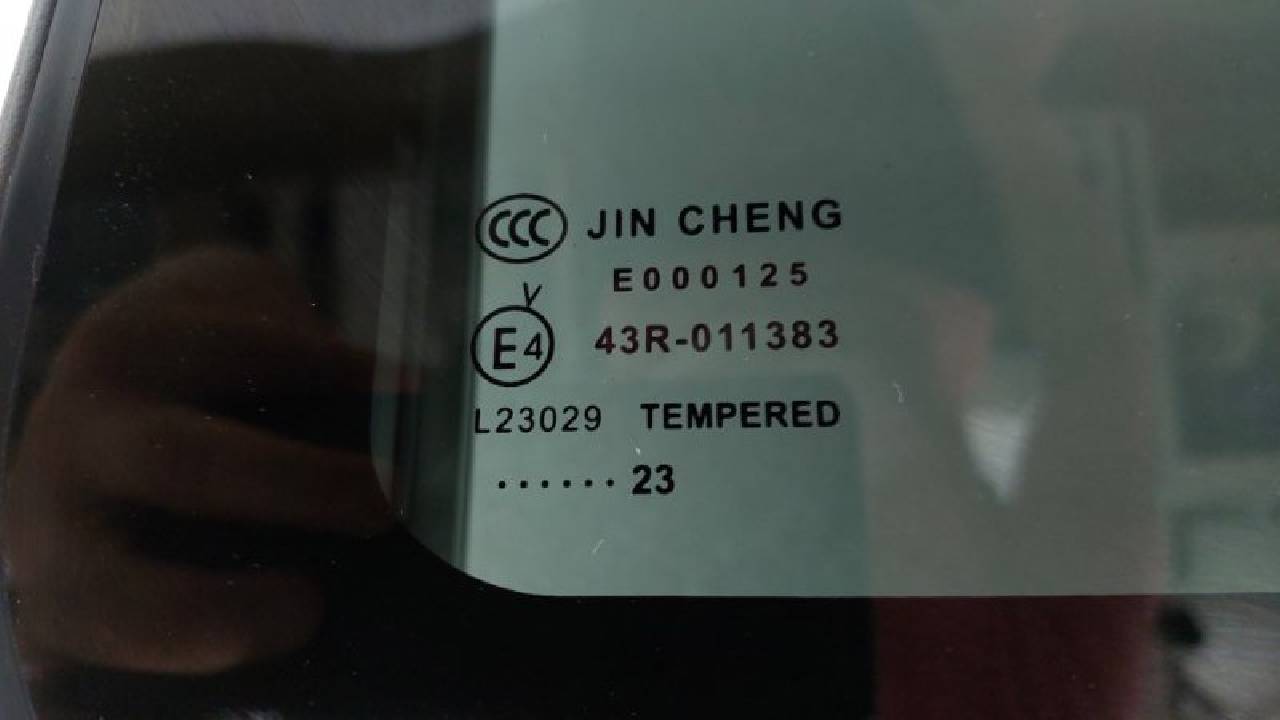 CCC JIN CHENG
E000125
V
E4 43R-011383
L23029 TEMPERED
······23